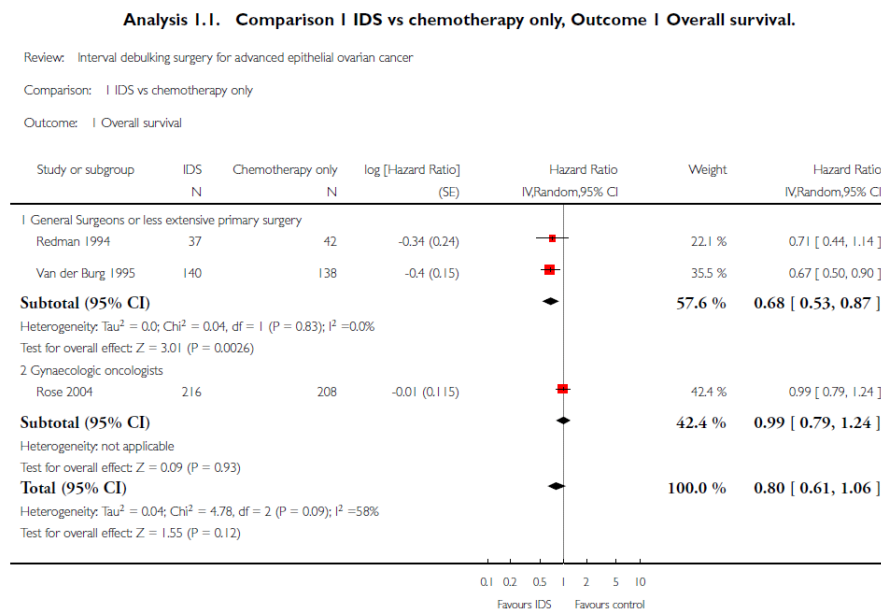 Analysis 1.1. Comparison 1 IDS vs chemotherapy only, Outcome 1 Overall survival.
Review: Interval debulking surgery for advanced epithelial ovarian cancer
Comparison: 1 IDS vs chemotherapy only
Outcome: 1 Overall survival
Study or subgroup IDS Chemotherapy only log [Hazard Ratio] Hazard Ratio Weight Hazard Ratio
N N (SE) IV,Random,95% CI IV,Random,95% CI
1 General Surgeons or less extensive primary surgery
Redman 1994 37 42 -0.34 (0.24) 22.1 % 0.71 [ 0.44, 1.14 ]
Van der Burg 1995 140 138 -0.4 (0.15) 35.5 % 0.67 [ 0.50, 0.90 ]
Subtotal (95% CI) 57.6 % 0.68 [ 0.53, 0.87 ]
Heterogeneity: Tau² = 0.0; Chi² = 0.04, df = 1 (P = 0.83); I² =0.0%
Test for overall effect: Z = 3.01 (P = 0.0026)
2 Gynaecologic oncologists
Rose 2004 216 208 -0.01 (0.115) 42.4 % 0.99 [ 0.79, 1.24 ]
Subtotal (95% CI) 42.4 % 0.99 [ 0.79, 1.24 ]
Heterogeneity: not applicable
Test for overall effect: Z = 0.09 (P = 0.93)
Total (95% CI) 100.0 % 0.80 [ 0.61, 1.06 ]
Heterogeneity: Tau² = 0.04; Chi² = 4.78, df = 2 (P = 0.09); I² =58%
Test for overall effect: Z = 1.55 (P = 0.12)
0.1 0.2 0.5 1 2 5 10
Favours IDS Favours control